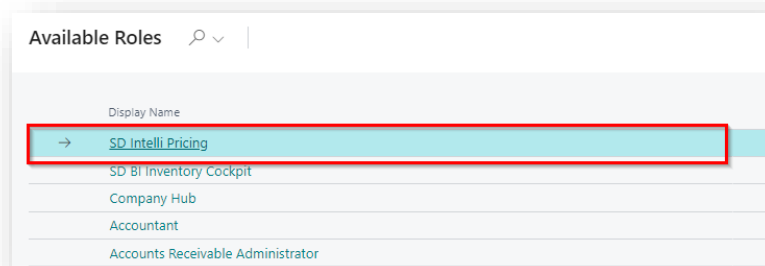 Available Roles
Display Name
SD Intelli Pricing
SD BI Inventory Cockpit
Company Hub
Accountant
Accounts Receivable Administrator